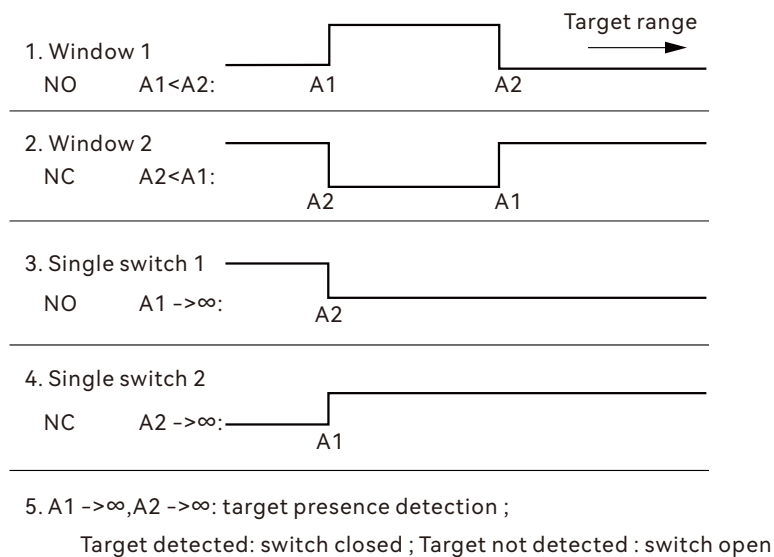 Target range
1. Window 1
NO A1<A2: A1 A2
2. Window 2
NC A2<A1:
A2 A1
3. Single switch 1
NO A1 ->∞:
A2
4. Single switch 2
NC A2 ->∞:
A1
5. A1 ->∞,A2 ->∞: target presence detection ;
Target detected: switch closed ; Target not detected : switch open